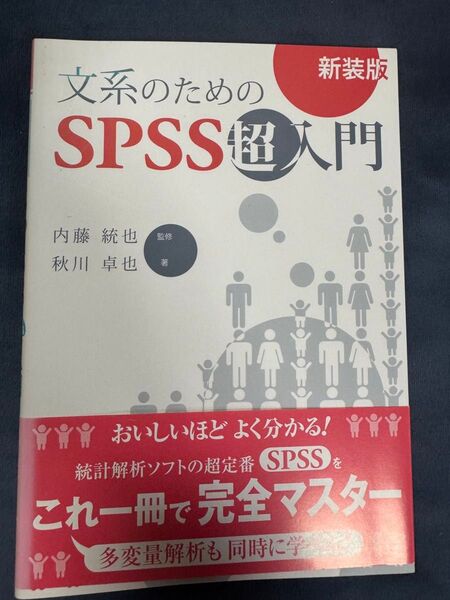 新装版
文系のための
SPSS超入門
内藤 統也 監修
秋川 卓也 著
おいしいほど よく分かる!
統計解析ソフトの超定番 SPSS を
これ一冊で 完全マスター
多変量解析も 同時に学